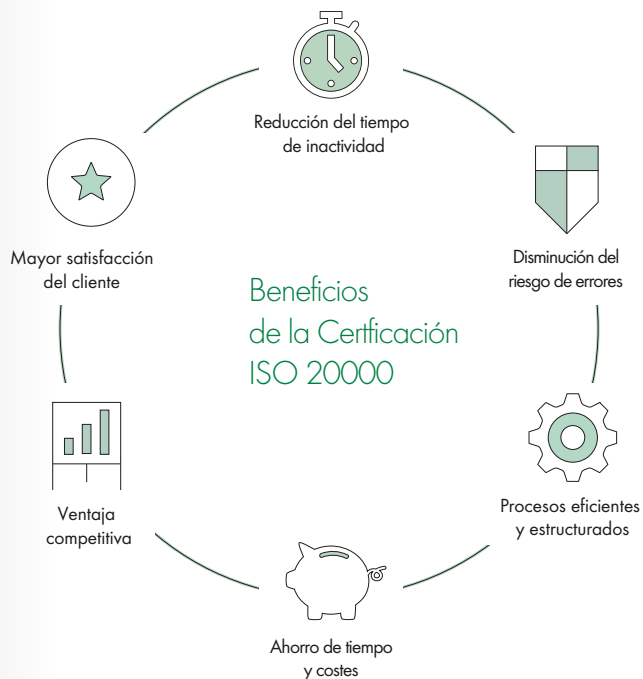 Reducción del tiempo
de inactividad
Disminución del
riesgo de errores
Procesos eficientes
y estructurados
Ahorro de tiempo
y costes
Ventaja
competitiva
Mayor satisfacción
del cliente
Beneficios
de la Certficación
ISO 20000